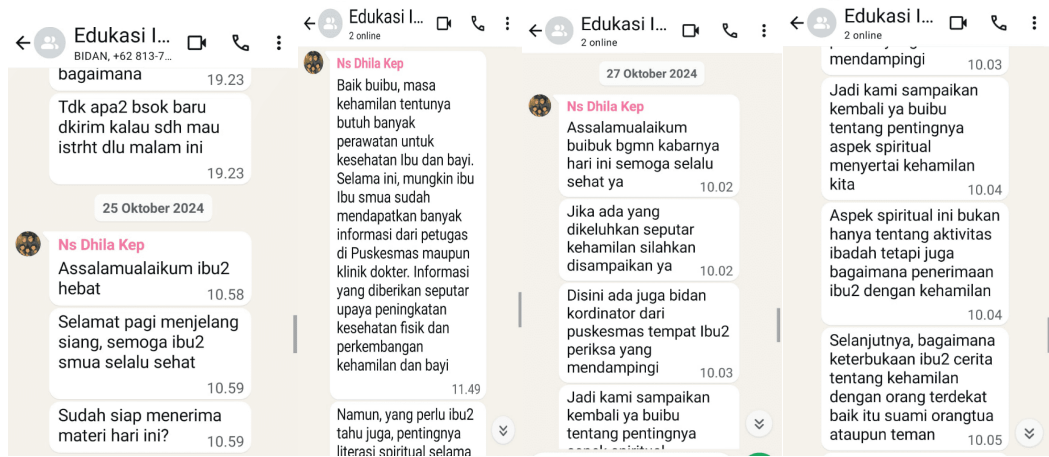 Edukasi I...
BIDAN, +62 813-7...
bagaimana
19.23
Tdk apa2 bsok baru
dkirim kalau sdh mau
istrht dlu malam ini
19.23
25 Oktober 2024
Ns Dhila Kep
Assalamualaikum ibu2
hebat
10.58
Selamat pagi menjelang
siang, semoga ibu2
smua selalu sehat
10.59
Sudah siap menerima
materi hari ini?
10.59
Edukasi I...
2 online
Ns Dhila Kep
Baik buibu, masa
kehamilan tentunya
butuh banyak
perawatan untuk
kesehatan Ibu dan bayi.
Selama ini, mungkin ibu
Ibu smua sudah
mendapatkan banyak
informasi dari petugas
di Puskesmas maupun
klinik dokter. Informasi
yang diberikan seputar
upaya peningkatan
kesehatan fisik dan
perkembangan
kehamilan dan bayi
11.49
Namun, yang perlu ibu2
tahu juga, pentingnya
literasi spiritual selama
Edukasi I...
2 online
27 Oktober 2024
Ns Dhila Kep
Assalamualaikum
buibuk bgmn kabarnya
hari ini semoga selalu
sehat ya
10.02
Jika ada yang
dikeluhkan seputar
kehamilan silahkan
disampaikan ya
10.02
Disini ada juga bidan
kordinator dari
puskesmas tempat Ibu2
periksa yang
mendampingi
10.03
Jadi kami sampaikan
kembali ya buibu
tentang pentingnya
Edukasi I...
2 online
mendampingi
10.03
Jadi kami sampaikan
kembali ya buibu
tentang pentingnya
aspek spiritual
menyertai kehamilan
kita
10.04
Aspek spiritual ini bukan
hanya tentang aktivitas
ibadah tetapi juga
bagaimana penerimaan
ibu2 dengan kehamilan
10.04
Selanjutnya, bagaimana
keterbukaan ibu2 cerita
tentang kehamilan
dengan orang terdekat
baik itu suami orangtua
ataupun teman
10.05